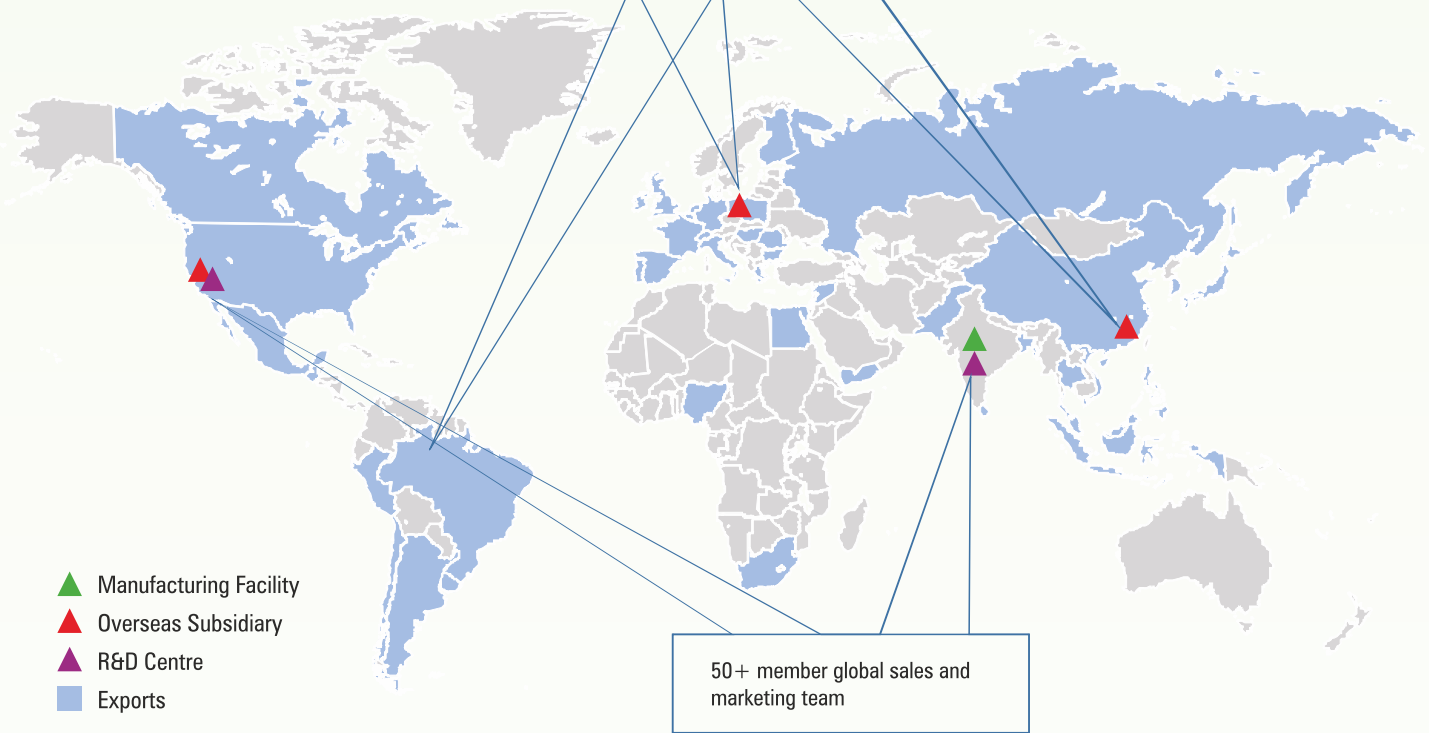 Manufacturing Facility
Overseas Subsidiary
R&D Centre
Exports
50+ member global sales and
marketing team